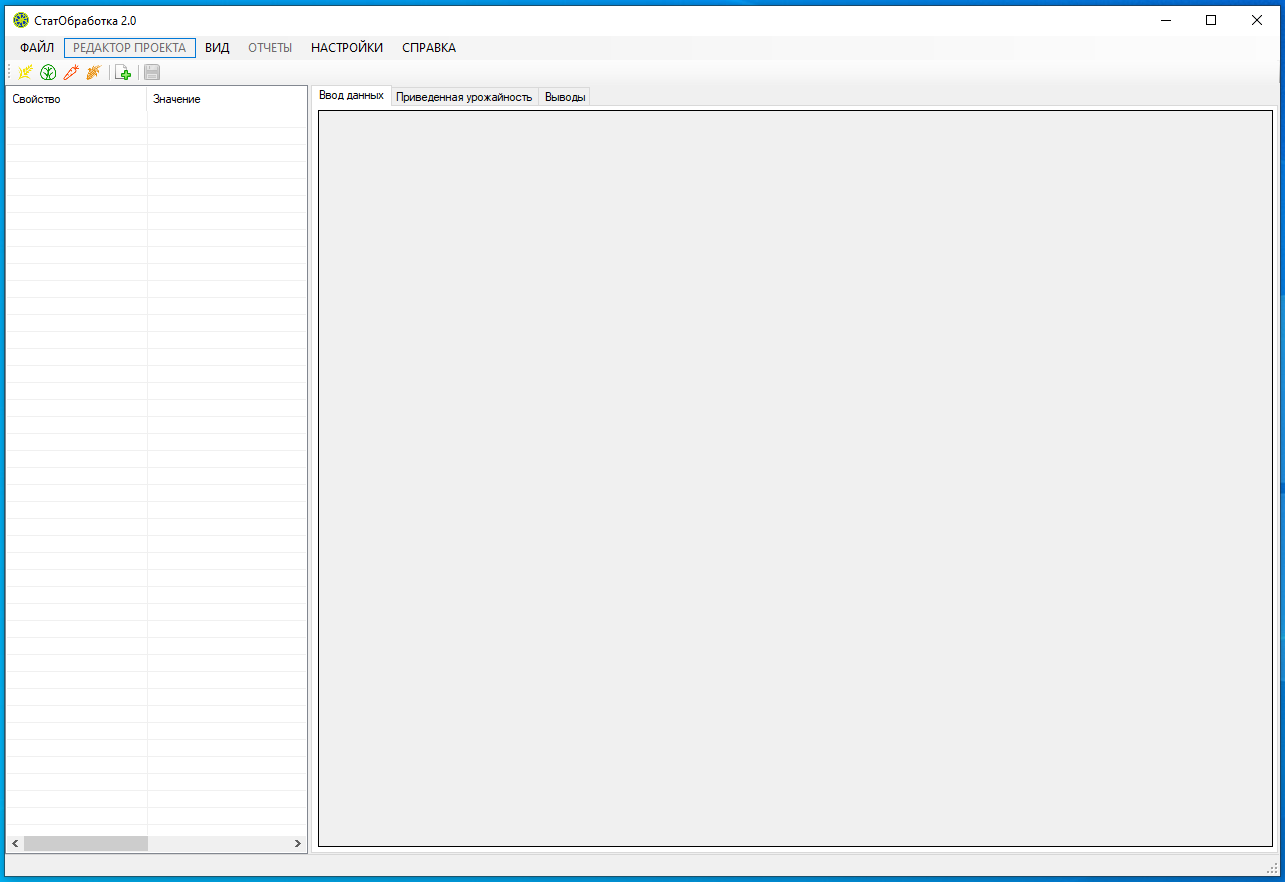 СтатОбработка 2.0
ФАЙЛ РЕДАКТОР ПРОЕКТА ВИД ОТЧЕТЫ НАСТРОЙКИ СПРАВКА
Свойство Значение
Ввод данных Приведенная урожайность Выводы